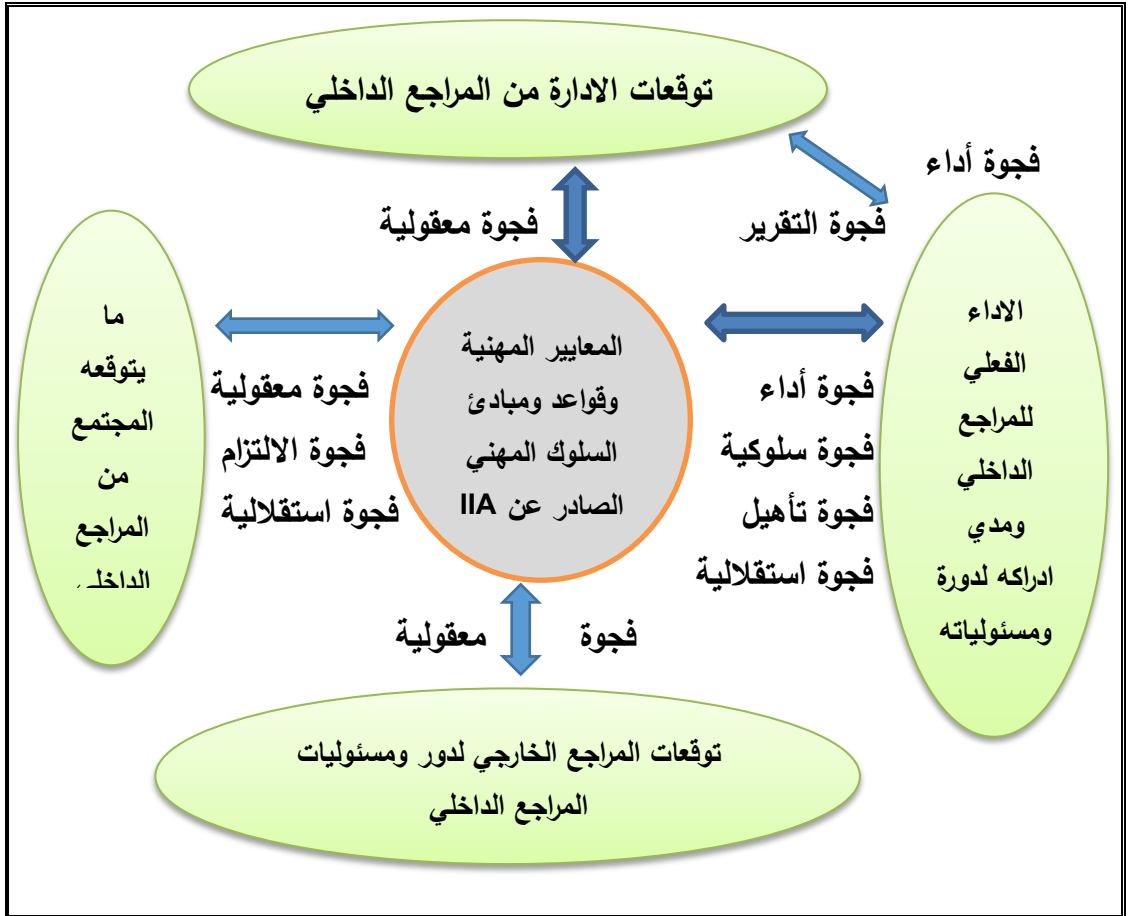 توقعات الادارة من المراجع الداخلي
فجوة أداء
فجوة التقرير
فجوة معقولية
الاداء
الفعلي
للمراجع
الداخلي
ومدي
ادراكه لدورة
ومسئولياته
المعايير المهنية
وقواعد ومبادئ
السلوك المهني
الصادر عن IIA
فجوة أداء
فجوة سلوكية
فجوة تأهيل
فجوة استقلالية
ما
يتوقعه
المجتمع
من
المراجع
الداخلي
فجوة معقولية
فجوة الالتزام
فجوة استقلالية
فجوة معقولية
توقعات المراجع الخارجي لدور ومسئوليات
المراجع الداخلي